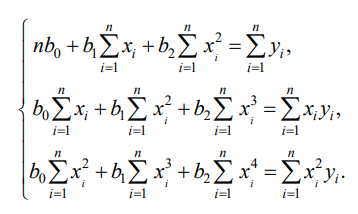 nb₀ + b₁∑ᵢ₌₁ⁿ xᵢ + b₂∑ᵢ₌₁ⁿ xᵢ² = ∑ᵢ₌₁ⁿ yᵢ,
b₀∑ᵢ₌₁ⁿ xᵢ + b₁∑ᵢ₌₁ⁿ xᵢ² + b₂∑ᵢ₌₁ⁿ xᵢ³ = ∑ᵢ₌₁ⁿ xᵢyᵢ,
b₀∑ᵢ₌₁ⁿ xᵢ² + b₁∑ᵢ₌₁ⁿ xᵢ³ + b₂∑ᵢ₌₁ⁿ xᵢ⁴ = ∑ᵢ₌₁ⁿ xᵢ²yᵢ.